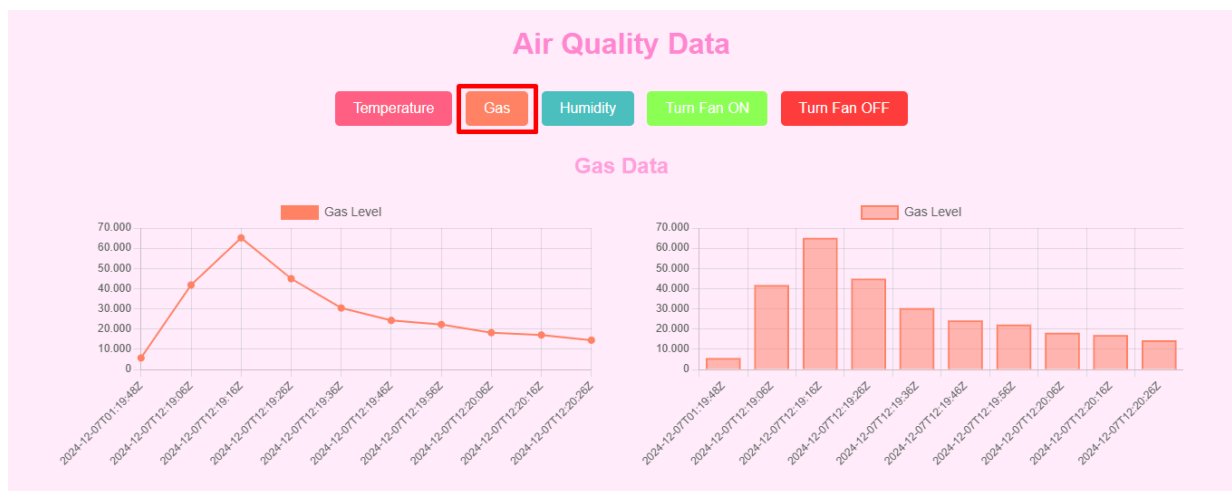 Air Quality Data
Temperature
Gas
Humidity
Turn Fan ON
Turn Fan OFF
Gas Data
Gas Level
70.000
60.000
50.000
40.000
30.000
20.000
10.000
0
2024-12-07T01:19:48Z
2024-12-07T12:19:06Z
2024-12-07T12:19:16Z
2024-12-07T12:19:26Z
2024-12-07T12:19:36Z
2024-12-07T12:19:46Z
2024-12-07T12:19:56Z
2024-12-07T12:20:06Z
2024-12-07T12:20:16Z
2024-12-07T12:20:26Z
Gas Level
70.000
60.000
50.000
40.000
30.000
20.000
10.000
0
2024-12-07T01:19:48Z
2024-12-07T12:19:06Z
2024-12-07T12:19:16Z
2024-12-07T12:19:26Z
2024-12-07T12:19:36Z
2024-12-07T12:19:46Z
2024-12-07T12:19:56Z
2024-12-07T12:20:06Z
2024-12-07T12:20:16Z
2024-12-07T12:20:26Z